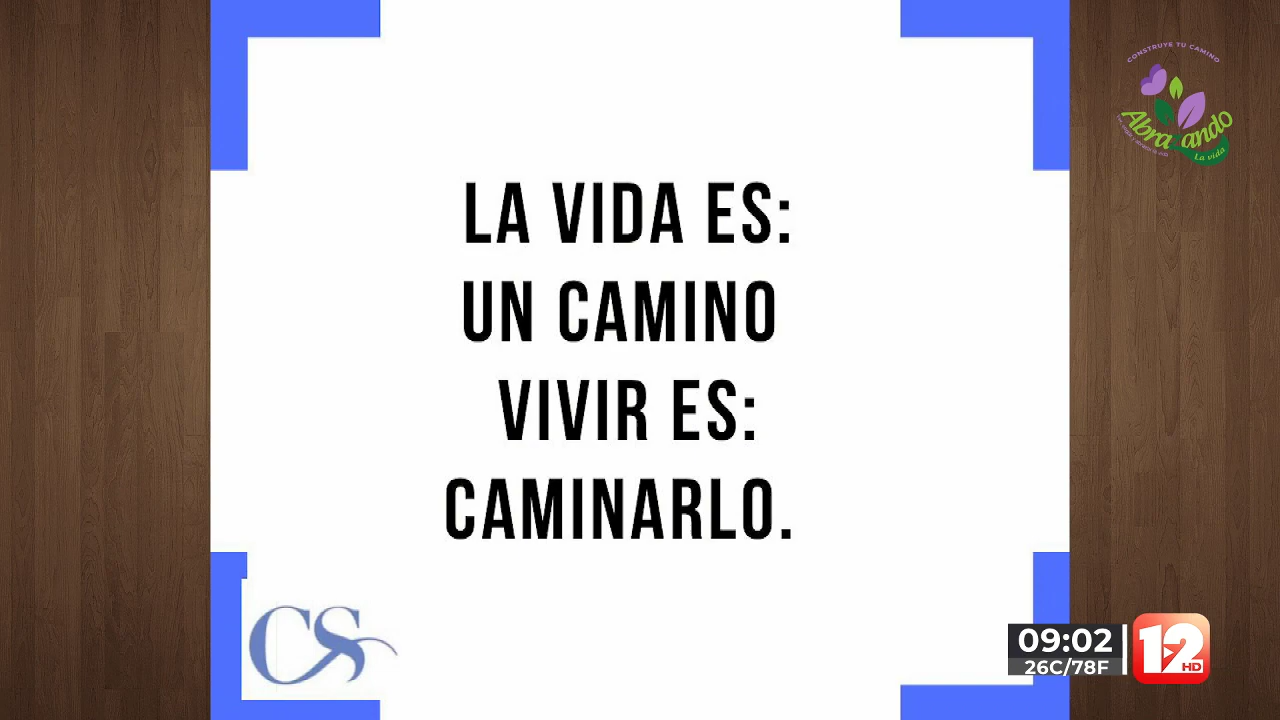 CONSTRUYE TU CAMINO
Abrazando
La vida
LA VIDA ES:
UN CAMINO
VIVIR ES:
CAMINARLO.
CS
09:02
26C/78F
12
HD